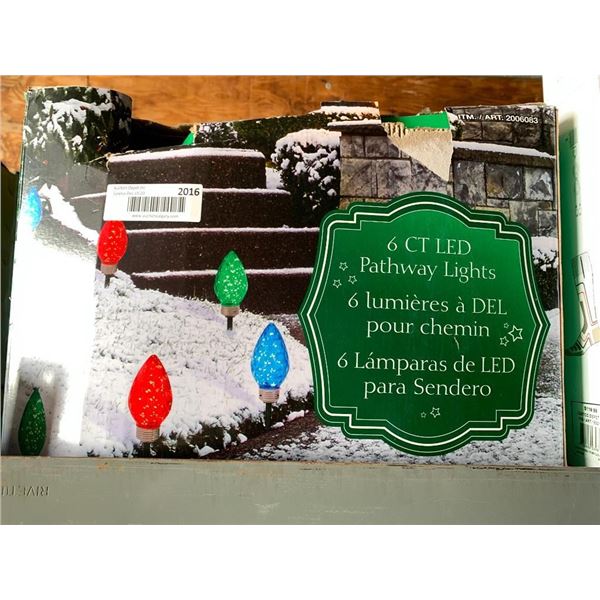 ITM. / ART. 2006083
2016
6 CT LED
Pathway Lights
6 lumières à DEL
pour chemin
6 Lámparas de LED
para Sendero